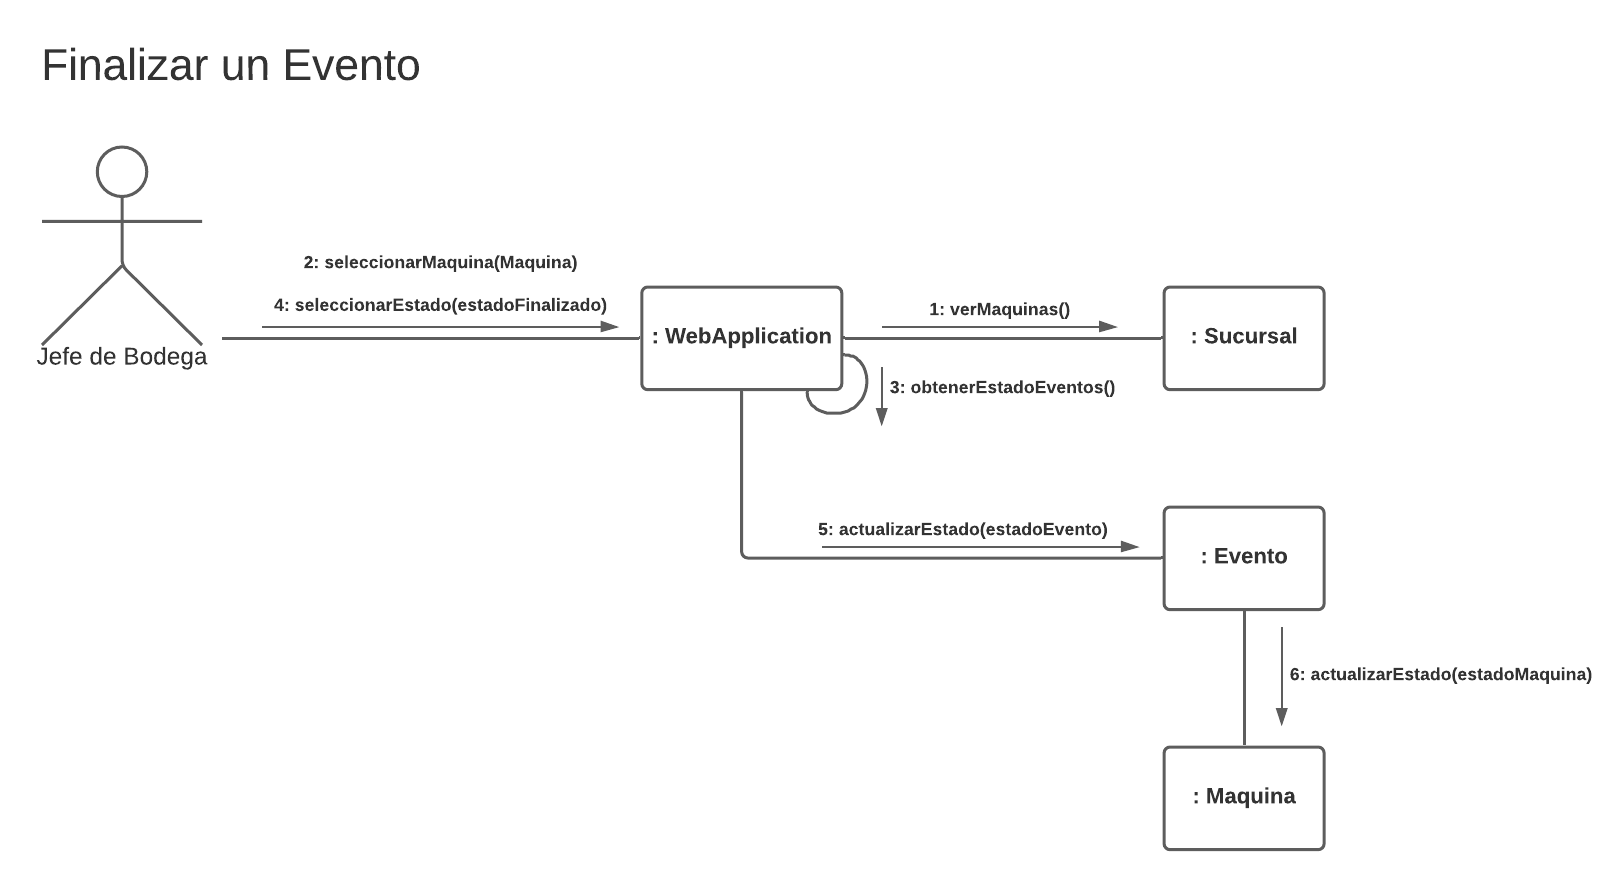 Finalizar un Evento
2: seleccionarMaquina(Maquina)
4: seleccionarEstado(estadoFinalizado)
Jefe de Bodega
: WebApplication
1: verMaquinas()
: Sucursal
3: obtenerEstadoEventos()
5: actualizarEstado(estadoEvento)
: Evento
6: actualizarEstado(estadoMaquina)
: Maquina